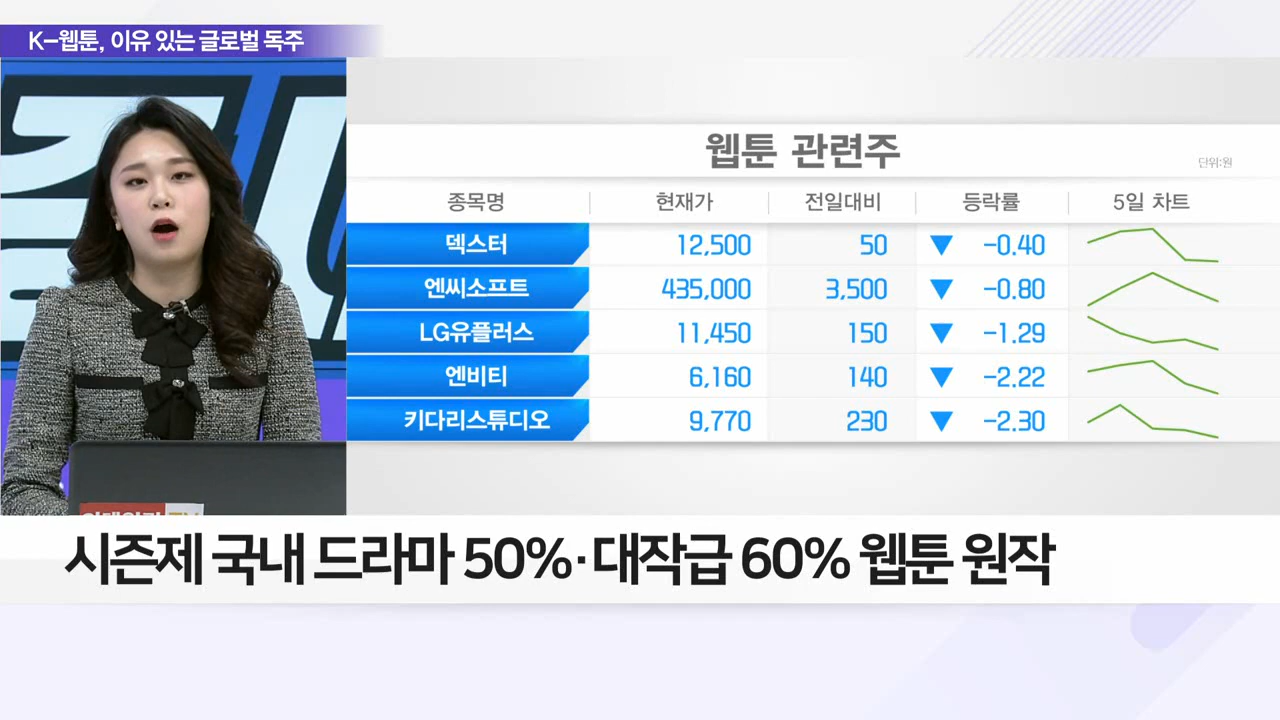 K-웹툰, 이유 있는 글로벌 독주
웹툰 관련주
단위:원
종목명 현재가 전일대비 등락률 5일 차트
덱스터 12,500 50 ▼ -0.40
엔씨소프트 435,000 3,500 ▼ -0.80
LG유플러스 11,450 150 ▼ -1.29
엔비티 6,160 140 ▼ -2.22
키다리스튜디오 9,770 230 ▼ -2.30
시즌제 국내 드라마 50%·대작급 60% 웹툰 원작